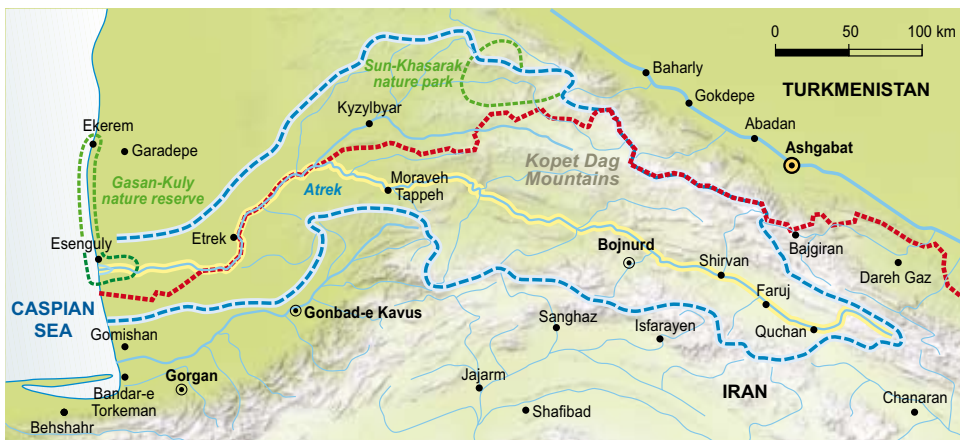 0 50 100 km
Sun-Khasarak
nature park
Baharly
TURKMENISTAN
Gokdepe
Kyzylbyar
Ekerem
Abadan
Garadepe
Ashgabat
Kopet Dag
Mountains
Gasan-Kuly
nature reserve
Atrek
Moraveh
Tappeh
Etrek
Esenguly
Bojnurd
Bajgiran
Shirvan
Dareh Gaz
CASPIAN
SEA
Faruj
Gonbad-e Kavus
Sanghaz
Isfarayen
Quchan
Gomishan
Gorgan
Jajarm
IRAN
Bandar-e
Torkeman
Behshahr
Shafibad
Chanaran